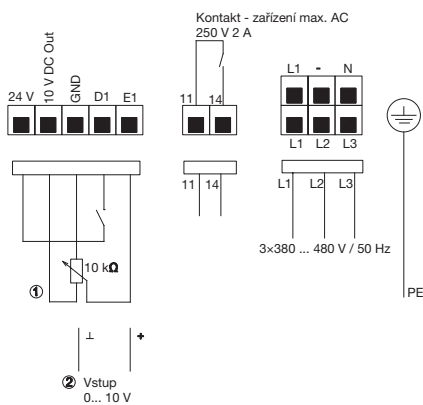 Kontakt - zařízení max. AC
250 V 2 A
24 V
10 V DC Out
GND
D1
E1
11
14
L1
-
N
L1
L2
L3
11
14
L1
L2
L3
3×380 ... 480 V / 50 Hz
10 kΩ
①
PE
⊥
+
② Vstup
0... 10 V